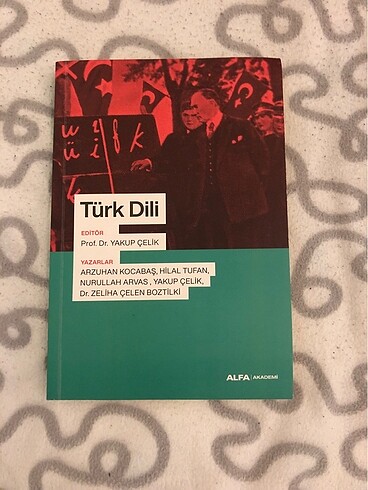 Türk Dili
EDİTÖR
Prof. Dr. YAKUP ÇELİK
YAZARLAR
ARZUHAN KOCABAŞ, HİLAL TUFAN,
NURULLAH ARVAS , YAKUP ÇELİK,
Dr. ZELİHA ÇELEN BOZTİLKİ
ALFA | AKADEMİ